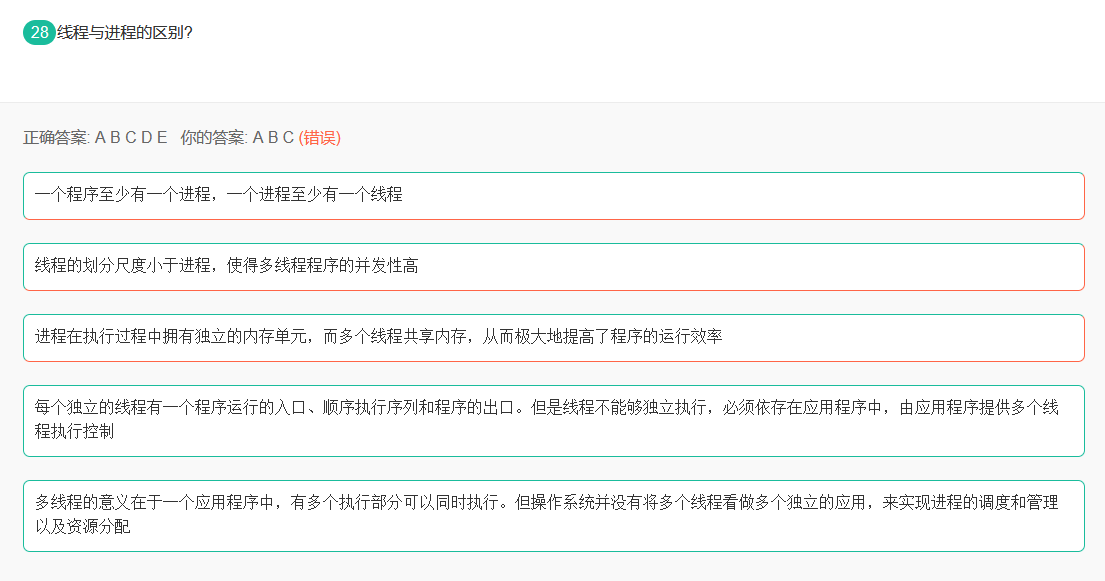 28 线程与进程的区别?
正确答案: A B C D E 你的答案: A B C (错误)
一个程序至少有一个进程，一个进程至少有一个线程
线程的划分尺度小于进程，使得多线程程序的并发性高
进程在执行过程中拥有独立的内存单元，而多个线程共享内存，从而极大地提高了程序的运行效率
每个独立的线程有一个程序运行的入口、顺序执行序列和程序的出口。但是线程不能够独立执行，必须依存在应用程序中，由应用程序提供多个线
程执行控制
多线程的意义在于一个应用程序中，有多个执行部分可以同时执行。但操作系统并没有将多个线程看做多个独立的应用，来实现进程的调度和管理
以及资源分配